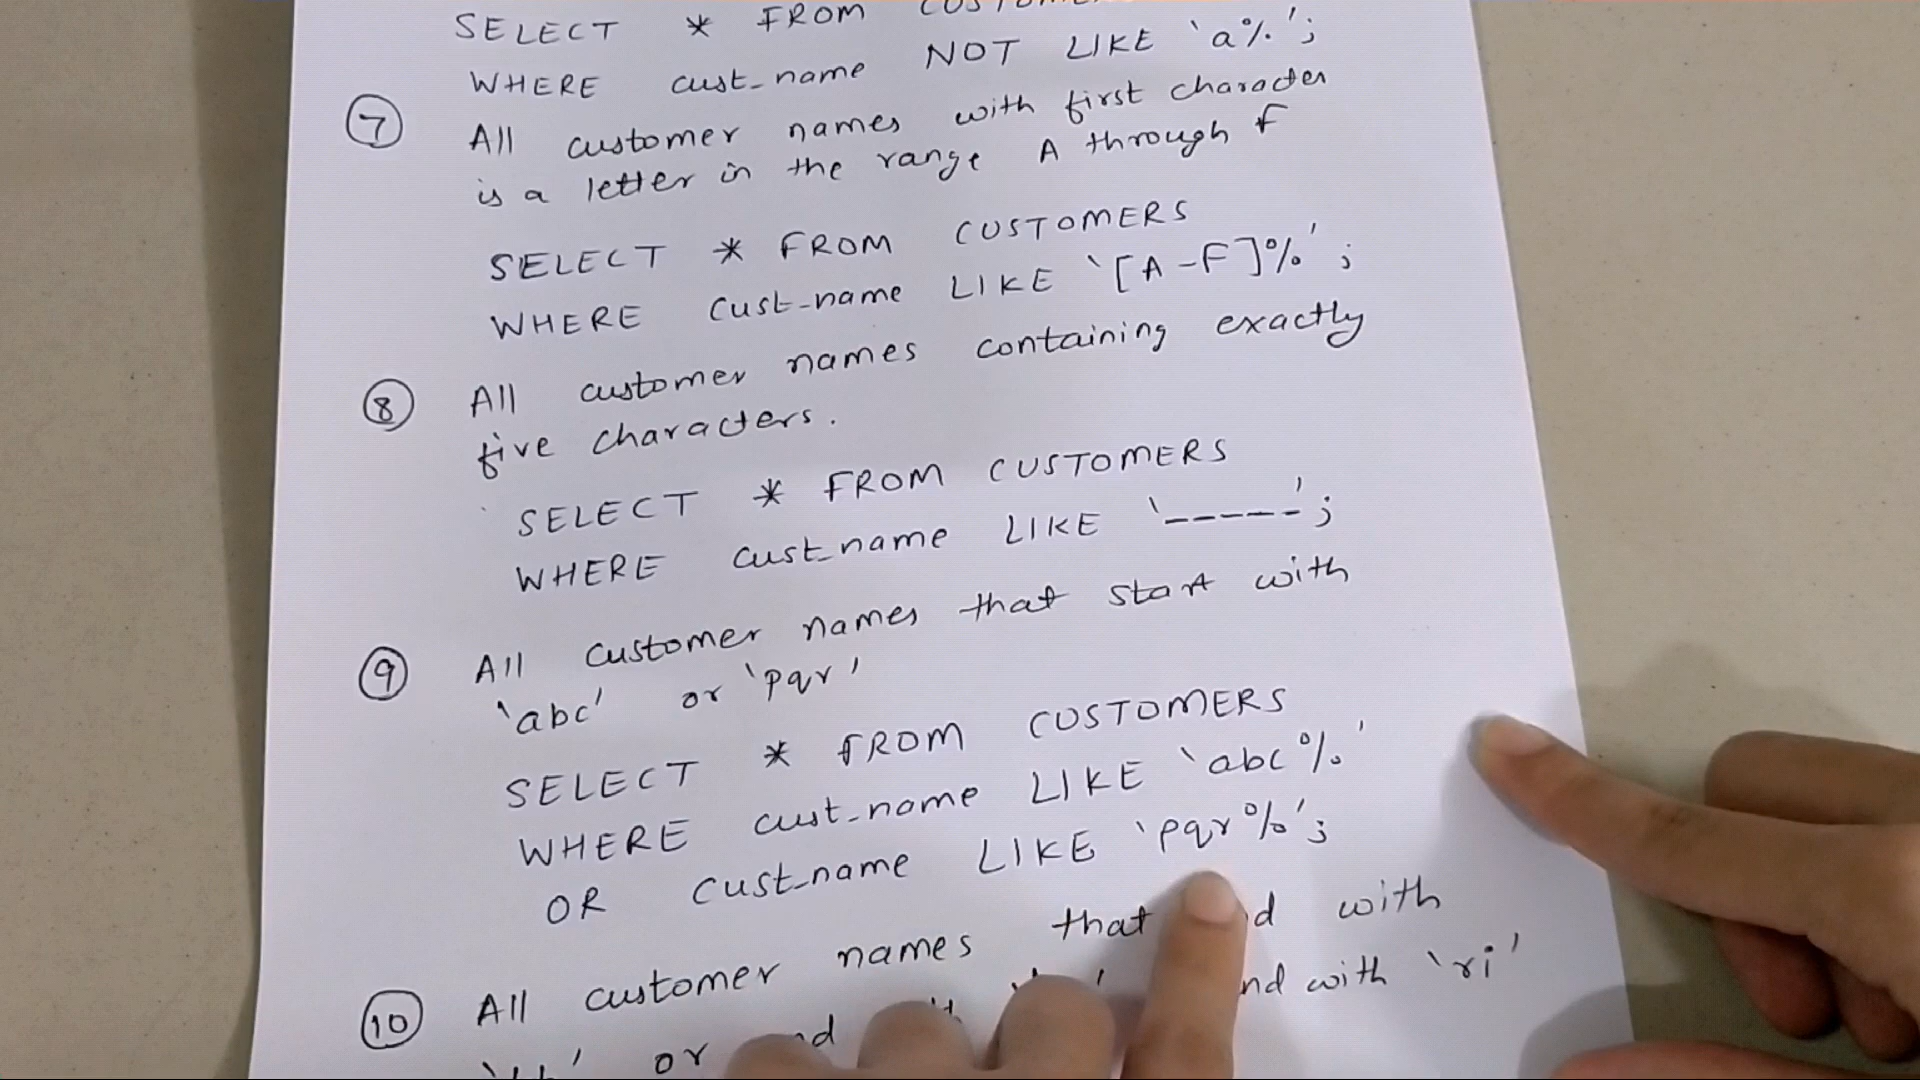 SELECT * FROM
WHERE cust_name NOT LIKE 'a%';
7 All customer names with first character
is a letter in the range A through F
SELECT * FROM CUSTOMERS
WHERE cust_name LIKE '[A-F]%';
8 All customer names containing exactly
five characters.
SELECT * FROM CUSTOMERS
WHERE cust_name LIKE '_____';
9 All customer names that start with
'abc' or 'pqr'
SELECT * FROM CUSTOMERS
WHERE cust_name LIKE 'abc%'
OR cust_name LIKE 'pqr%';
10 All customer names that with
or with 'ri'